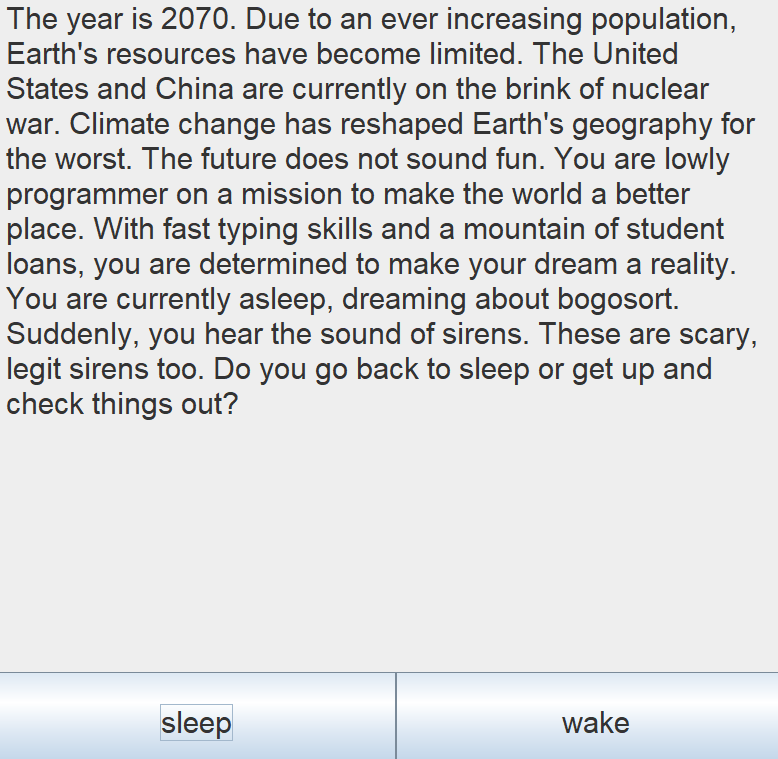 The year is 2070. Due to an ever increasing population,
Earth's resources have become limited. The United
States and China are currently on the brink of nuclear
war. Climate change has reshaped Earth's geography for
the worst. The future does not sound fun. You are lowly
programmer on a mission to make the world a better
place. With fast typing skills and a mountain of student
loans, you are determined to make your dream a reality.
You are currently asleep, dreaming about bogosort.
Suddenly, you hear the sound of sirens. These are scary,
legit sirens too. Do you go back to sleep or get up and
check things out?
sleep
wake